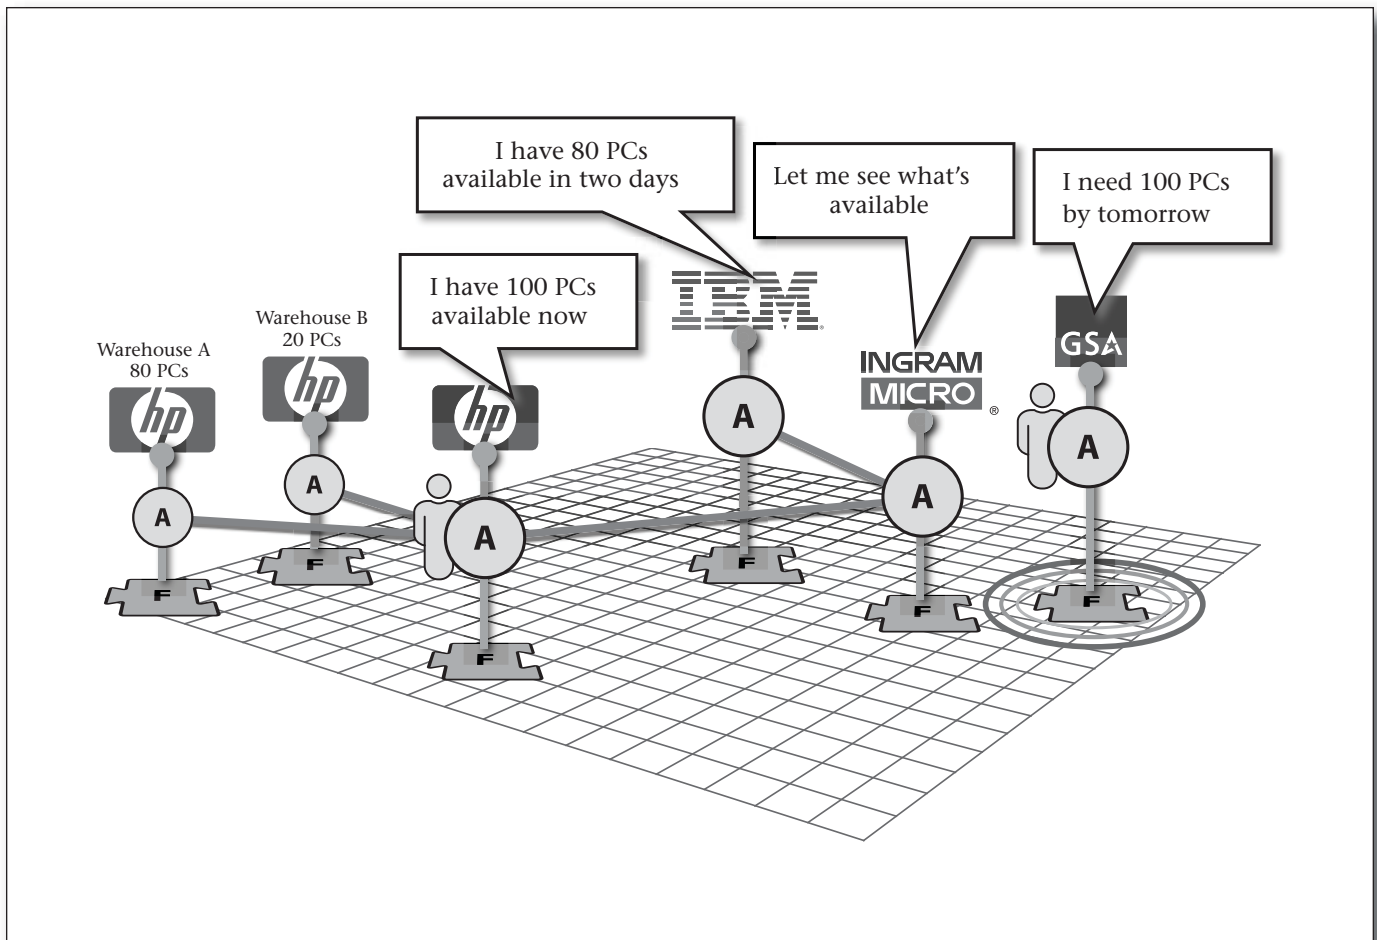 I have 80 PCs
available in two days
Let me see what's
available
I need 100 PCs
by tomorrow
I have 100 PCs
available now
IBM
GSA
Warehouse B
20 PCs
Warehouse A
80 PCs
INGRAM
MICRO
®
hp
hp
hp
A
A
A
A
A
A
F
F
F
F
F
F